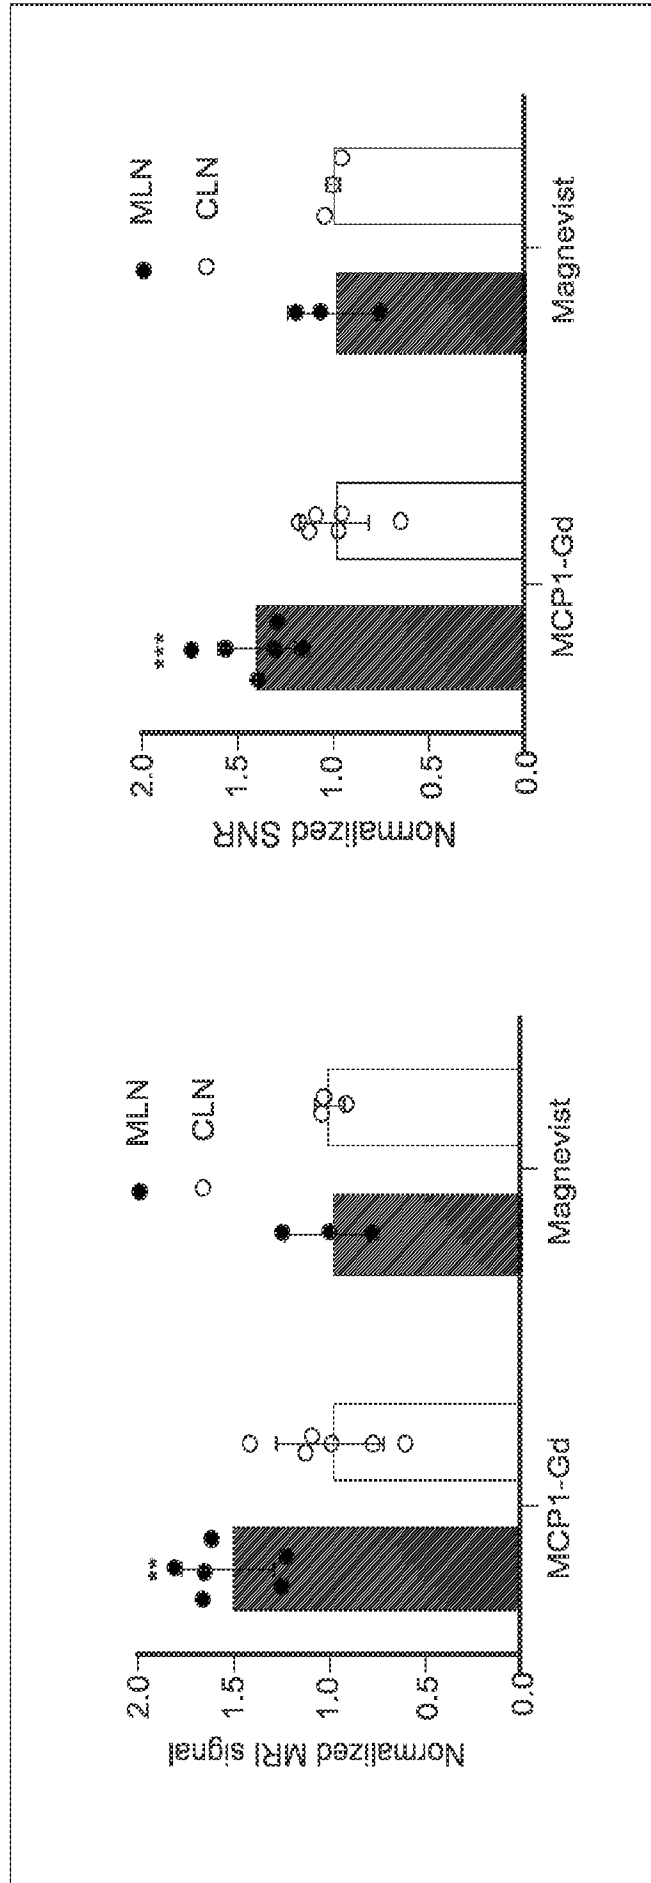 Normalized MRI signal
2.0
1.5
1.0
0.5
0.0
**
MCP1-Gd
Magnevist
MLN
CLN
Normalized SNR
2.0
1.5
1.0
0.5
0.0
***
MCP1-Gd
Magnevist
MLN
CLN